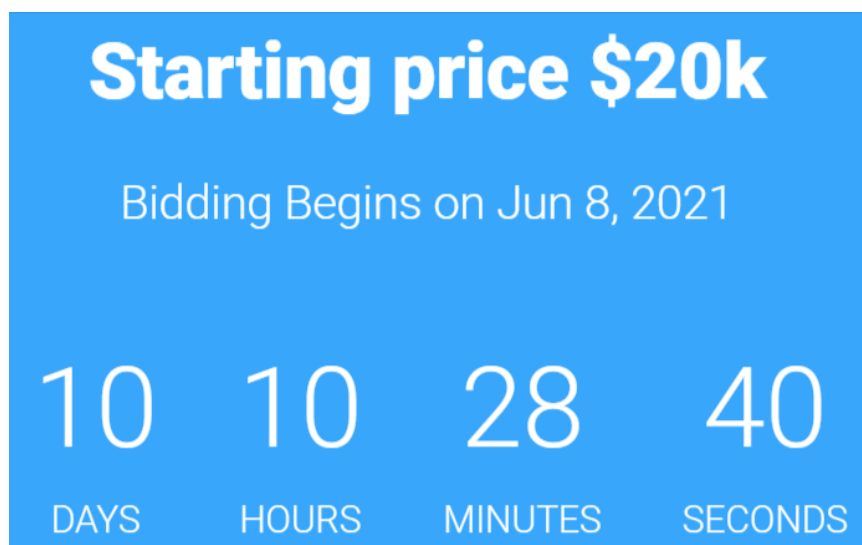 Starting price $20k
Bidding Begins on Jun 8, 2021
10 10 28 40
DAYS HOURS MINUTES SECONDS